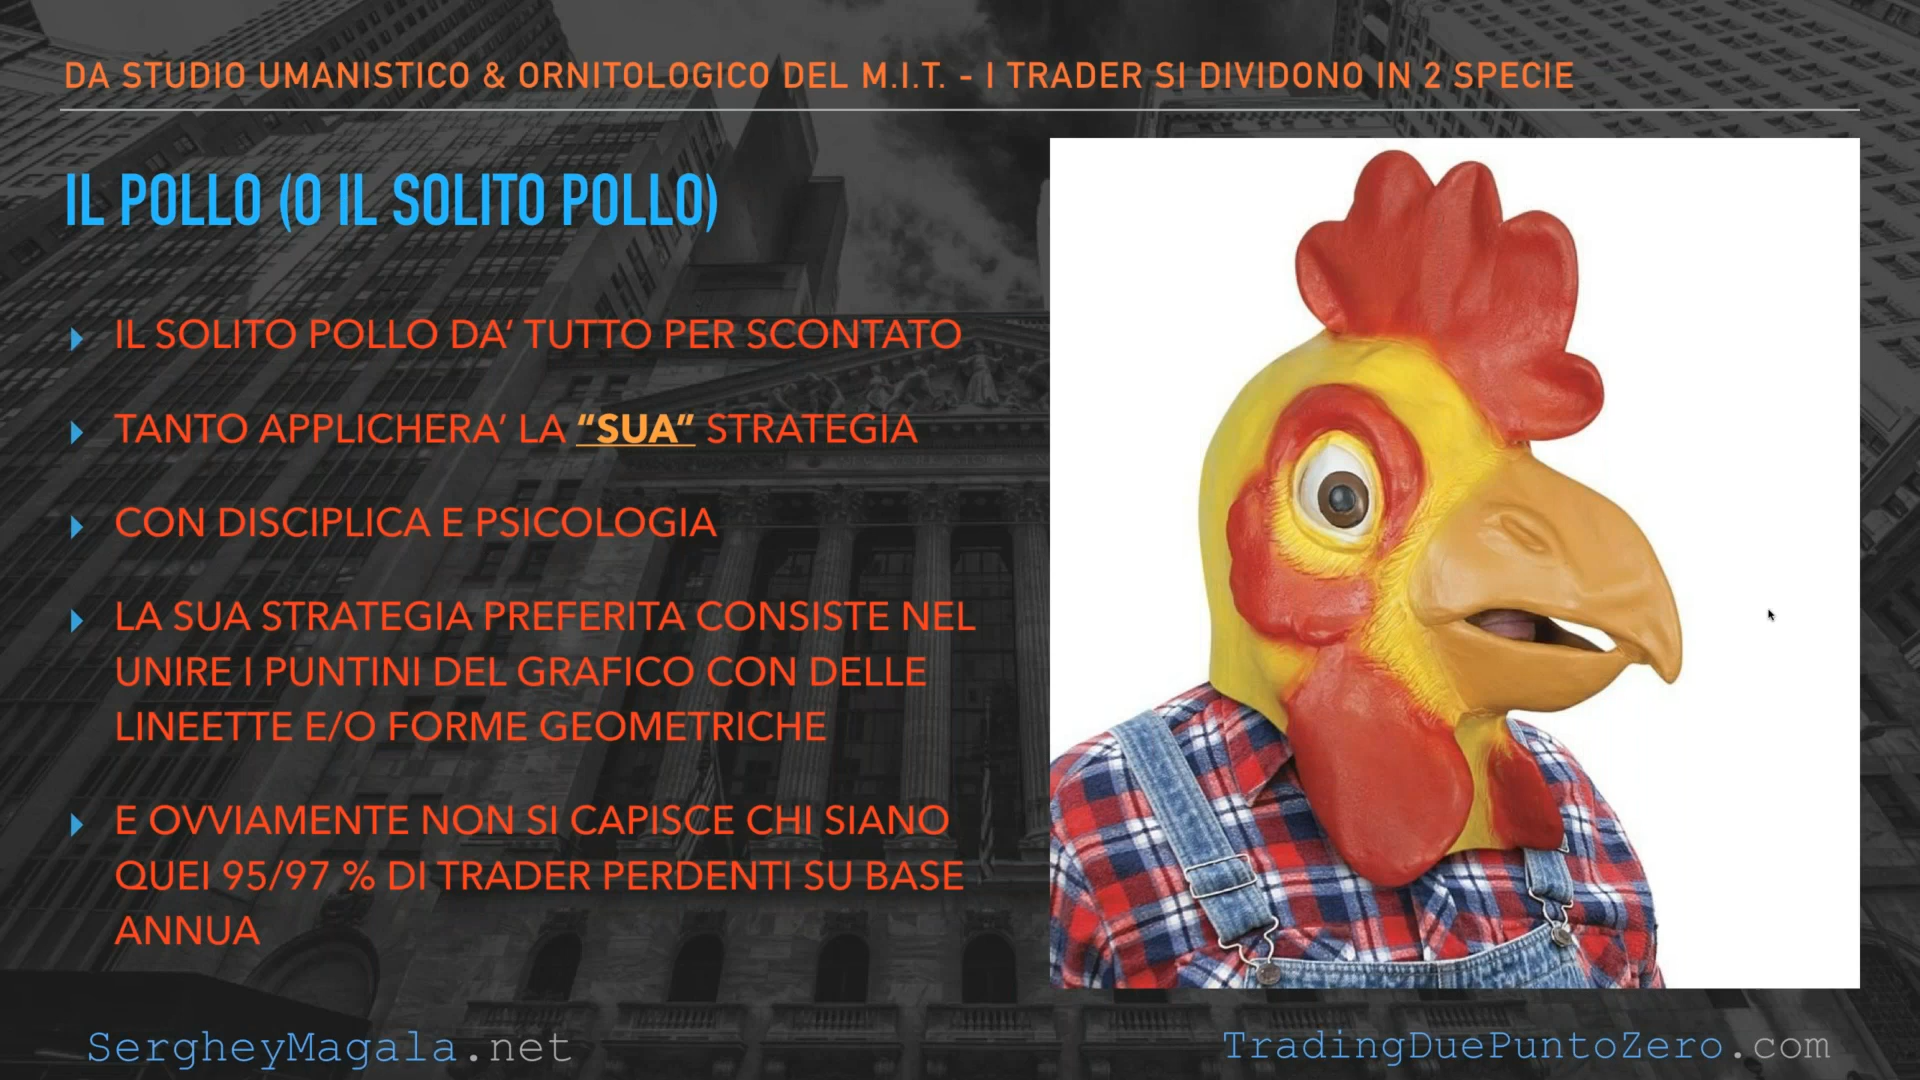 DA STUDIO UMANISTICO & ORNITOLOGICO DEL M.I.T. - I TRADER SI DIVIDONO IN 2 SPECIE
IL POLLO (O IL SOLITO POLLO)
IL SOLITO POLLO DA’ TUTTO PER SCONTATO
TANTO APPLICHERA’ LA “SUA” STRATEGIA
CON DISCIPLICA E PSICOLOGIA
LA SUA STRATEGIA PREFERITA CONSISTE NEL
UNIRE I PUNTINI DEL GRAFICO CON DELLE
LINEETTE E/O FORME GEOMETRICHE
E OVVIAMENTE NON SI CAPISCE CHI SIANO
QUEI 95/97 % DI TRADER PERDENTI SU BASE
ANNUA
SergheyMagala.net
TradingDuePuntoZero.com